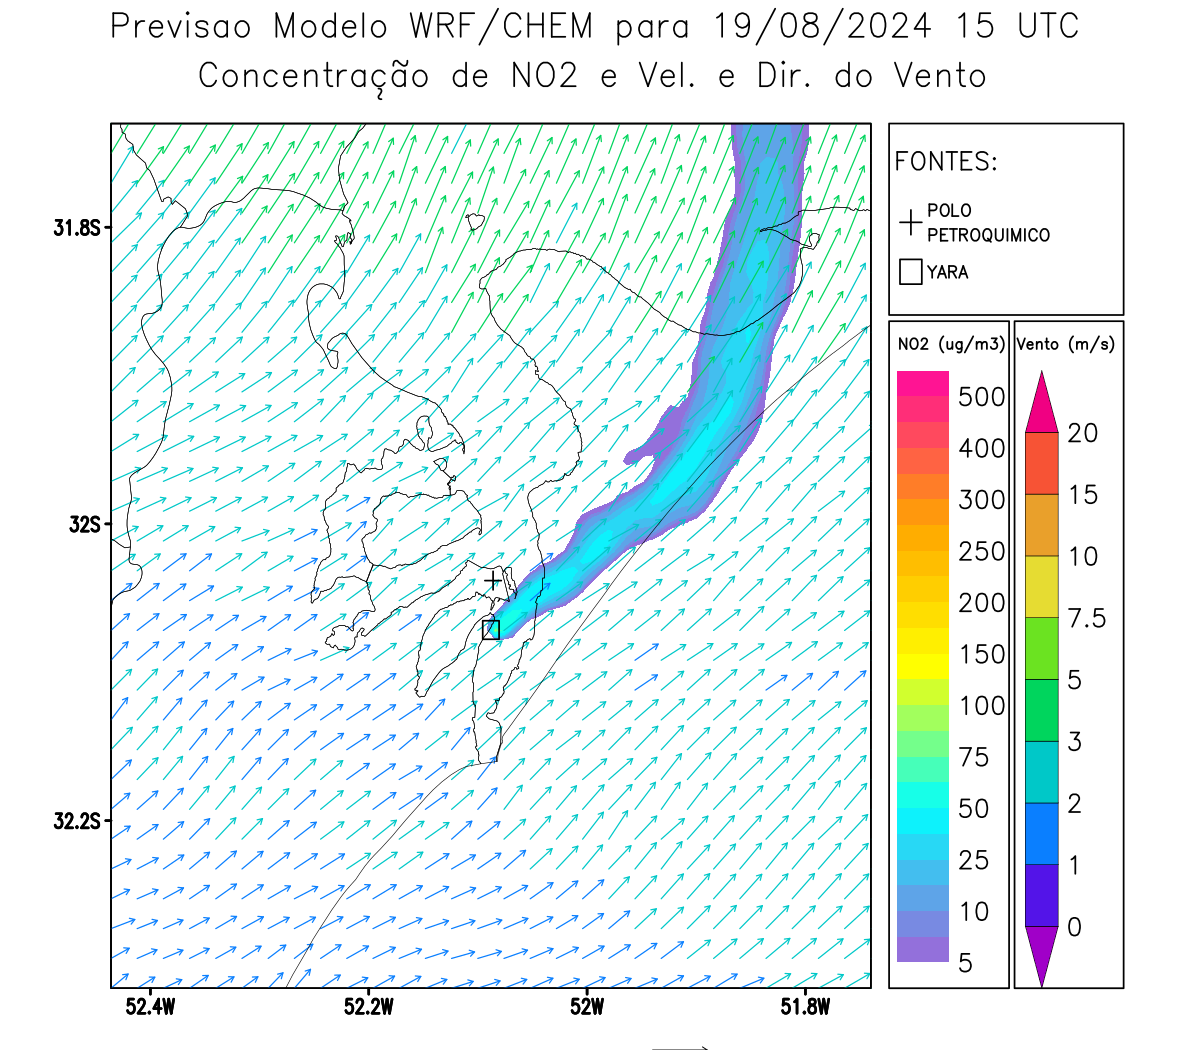 Previsao Modelo WRF/CHEM para 19/08/2024 15 UTC
Concentração de NO2 e Vel. e Dir. do Vento
FONTES:
POLO
PETROQUIMICO
YARA
31.8S
32S
32.2S
52.4W
52.2W
52W
51.8W
NO2 (ug/m3)
500
400
300
250
200
150
100
75
50
25
10
5
Vento (m/s)
20
15
10
7.5
5
3
2
1
0